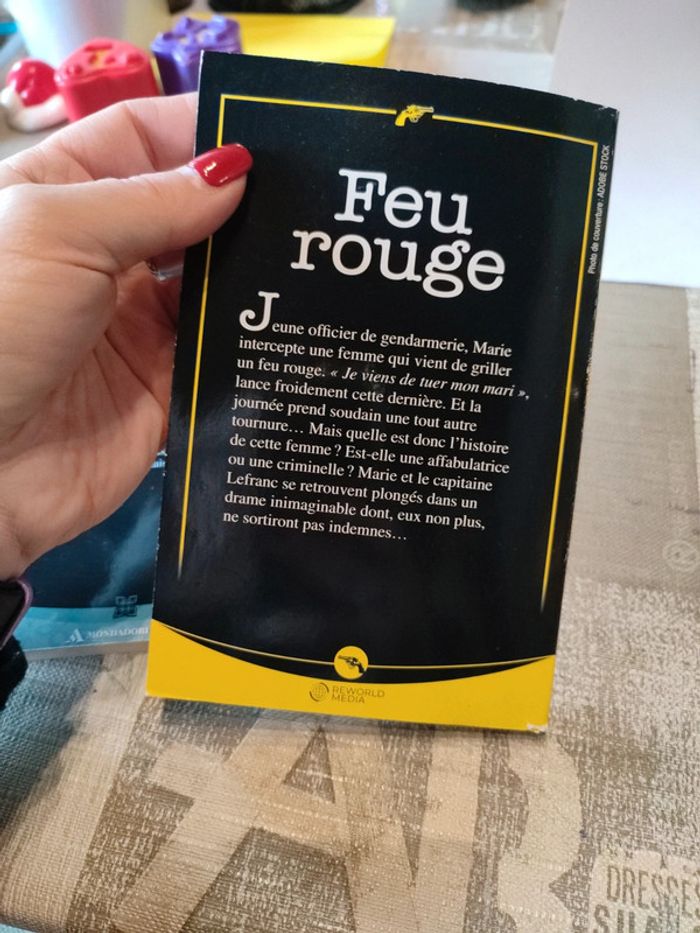 Feu
rouge
Jeune officier de gendarmerie, Marie
intercepte une femme qui vient de griller
un feu rouge. « Je viens de tuer mon mari »,
lance froidement cette dernière. Et la
journée prend soudain une tout autre
tournure… Mais quelle est donc l'histoire
de cette femme ? Est-elle une affabulatrice
ou une criminelle ? Marie et le capitaine
Lefranc se retrouvent plongés dans un
drame inimaginable dont, eux non plus,
ne sortiront pas indemnes…
Photo de couverture : ADOBE STOCK
REWORLD
MEDIA
MONDADORI
DRESSE